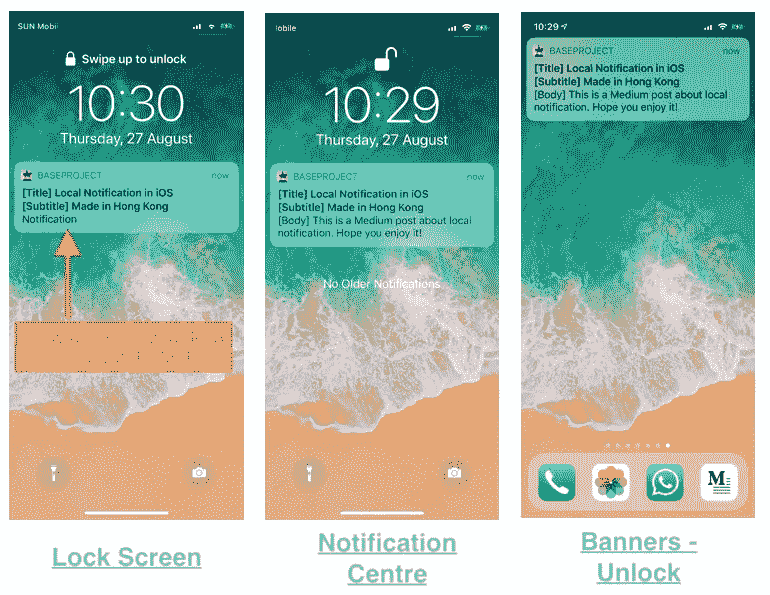 SUN Mobil
Swipe up to unlock
10:30
Thursday, 27 August
BASEPROJECT now
[Title] Local Notification in iOS
[Subtitle] Made in Hong Kong
Notification
Lock Screen
lobile
10:29
Thursday, 27 August
BASEPROJECT now
[Title] Local Notification in iOS
[Subtitle] Made in Hong Kong
[Body] This is a Medium post about local
notification. Hope you enjoy it!
No Older Notifications
Notification
Centre
10:29
BASEPROJECT now
[Title] Local Notification in iOS
[Subtitle] Made in Hong Kong
[Body] This is a Medium post about local
notification. Hope you enjoy it!
M
Banners -
Unlock